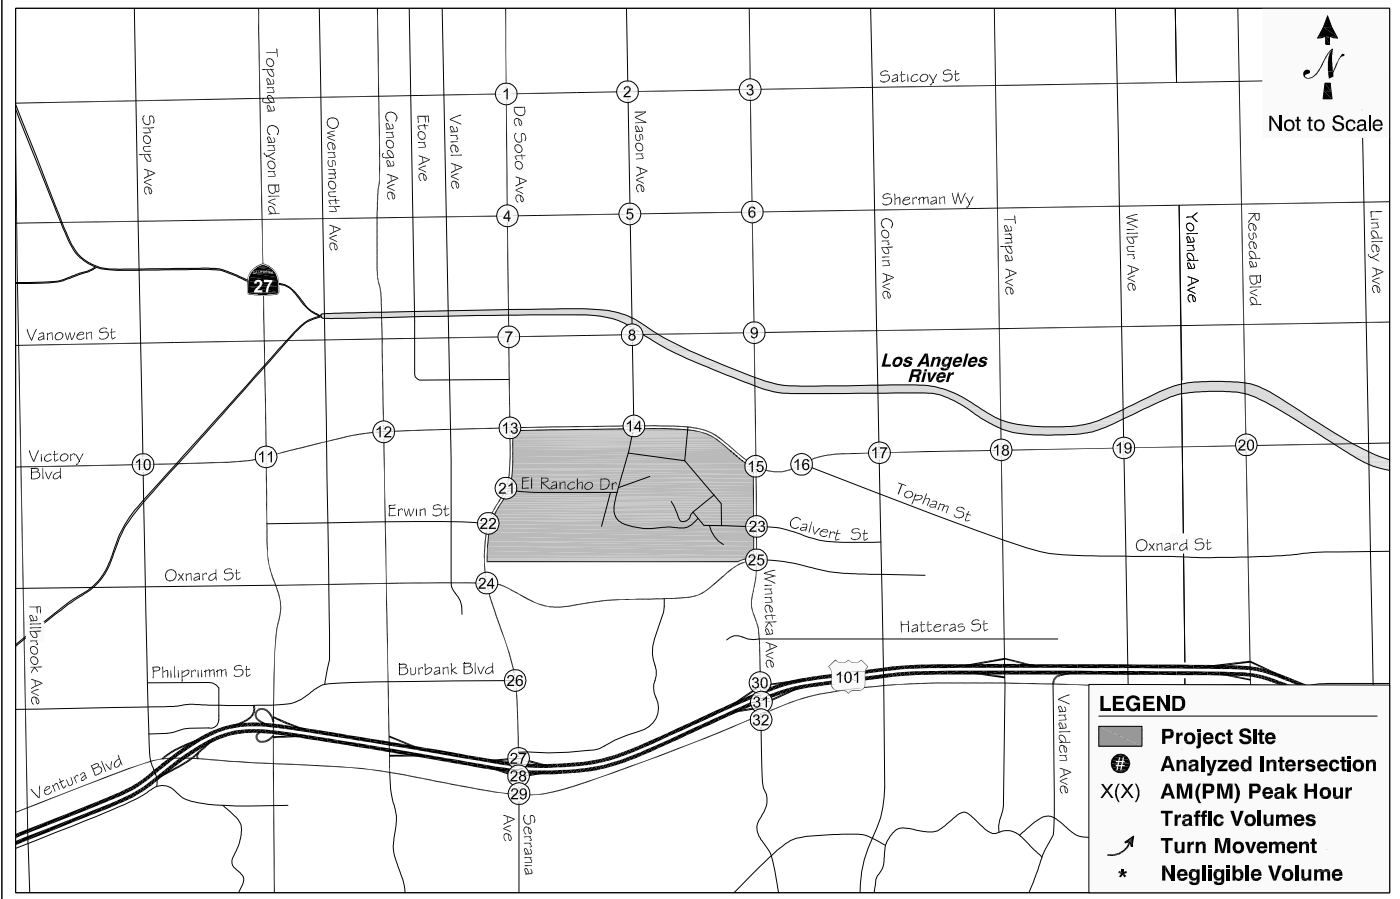 Saticoy St
N
Not to Scale
1
2
3
Topanga Canyon Blvd
Shoup Ave
Owensmouth Ave
Canoga Ave
Eton Ave
Variel Ave
De Soto Ave
Mason Ave
Sherman Wy
4
5
6
Corbin Ave
Tampa Ave
Wilbur Ave
Yolanda Ave
Reseda Blvd
Lindley Ave
27
Vanowen St
7
8
9
Los Angeles
River
Victory
Blvd
10
11
12
13
14
15
16
17
18
19
20
21
El Rancho Dr
Topham St
Erwin St
22
23
Calvert St
Oxnard St
25
Oxnard St
24
Fallbrook Ave
Winnetka Ave
Hatteras St
Philiprimm St
Burbank Blvd
26
30
101
31
32
Vanalden Ave
Ventura Blvd
27
28
29
Serrania
Ave
LEGEND
Project Site
# Analyzed Intersection
X(X) AM(PM) Peak Hour
Traffic Volumes
Turn Movement
* Negligible Volume